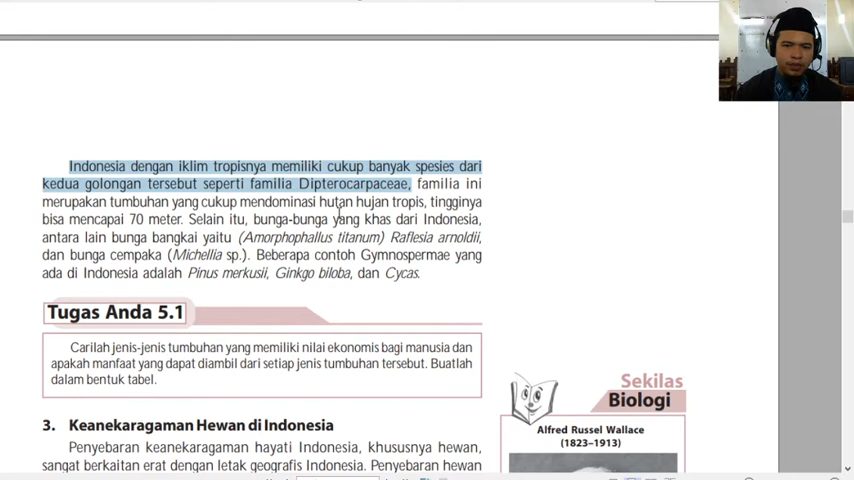 Indonesia dengan iklim tropisnya memiliki cukup banyak spesies dari
kedua golongan tersebut seperti familia Dipterocarpaceae, familia ini
merupakan tumbuhan yang cukup mendominasi hutan hujan tropis, tingginya
bisa mencapai 70 meter. Selain itu, bunga-bunga yang khas dari Indonesia,
antara lain bunga bangkai yaitu (Amorphophallus titanum) Raflesia arnoldii,
dan bunga cempaka (Michellia sp.). Beberapa contoh Gymnospermae yang
ada di Indonesia adalah Pinus merkusii, Ginkgo biloba, dan Cycas.
Tugas Anda 5.1
Carilah jenis-jenis tumbuhan yang memiliki nilai ekonomis bagi manusia dan
apakah manfaat yang dapat diambil dari setiap jenis tumbuhan tersebut. Buatlah
dalam bentuk tabel.
3. Keanekaragaman Hewan di Indonesia
Penyebaran keanekaragaman hayati Indonesia, khususnya hewan,
sangat berkaitan erat dengan letak geografis Indonesia. Penyebaran hewan
Sekilas
Biologi
Alfred Russel Wallace
(1823–1913)